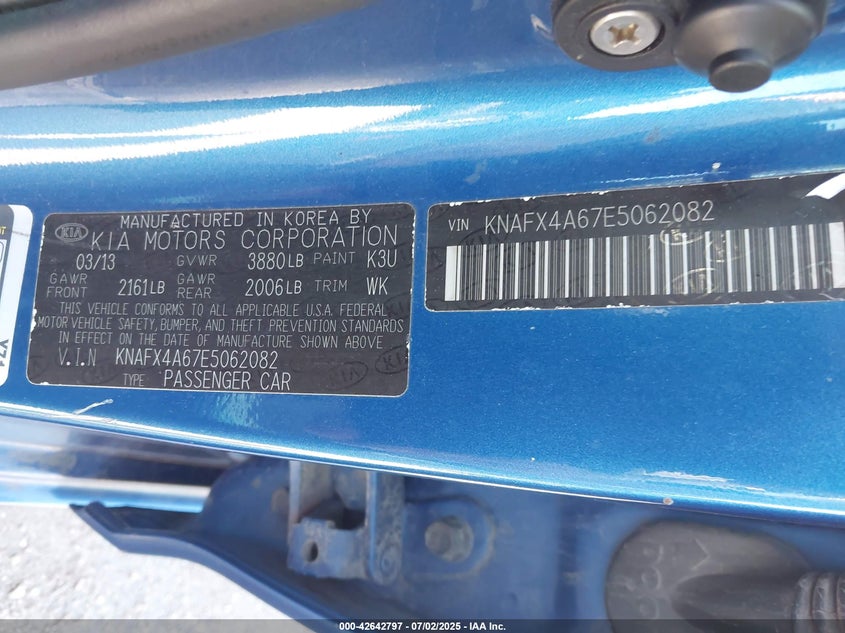 MANUFACTURED IN KOREA BY
KIA KIA MOTORS CORPORATION
03/13 GVWR 3880LB PAINT K3U
GAWR FRONT 2161LB GAWR REAR 2006LB TRIM WK
THIS VEHICLE CONFORMS TO ALL APPLICABLE U.S.A. FEDERAL
MOTOR VEHICLE SAFETY, BUMPER, AND THEFT PREVENTION STANDARDS
IN EFFECT ON THE DATE OF MANUFACTURE SHOWN ABOVE
V.I.N KNAFX4A67E5062082
TYPE: PASSENGER CAR
VIN KNAFX4A67E5062082
000-42642797 - 07/02/2025 - IAA Inc.